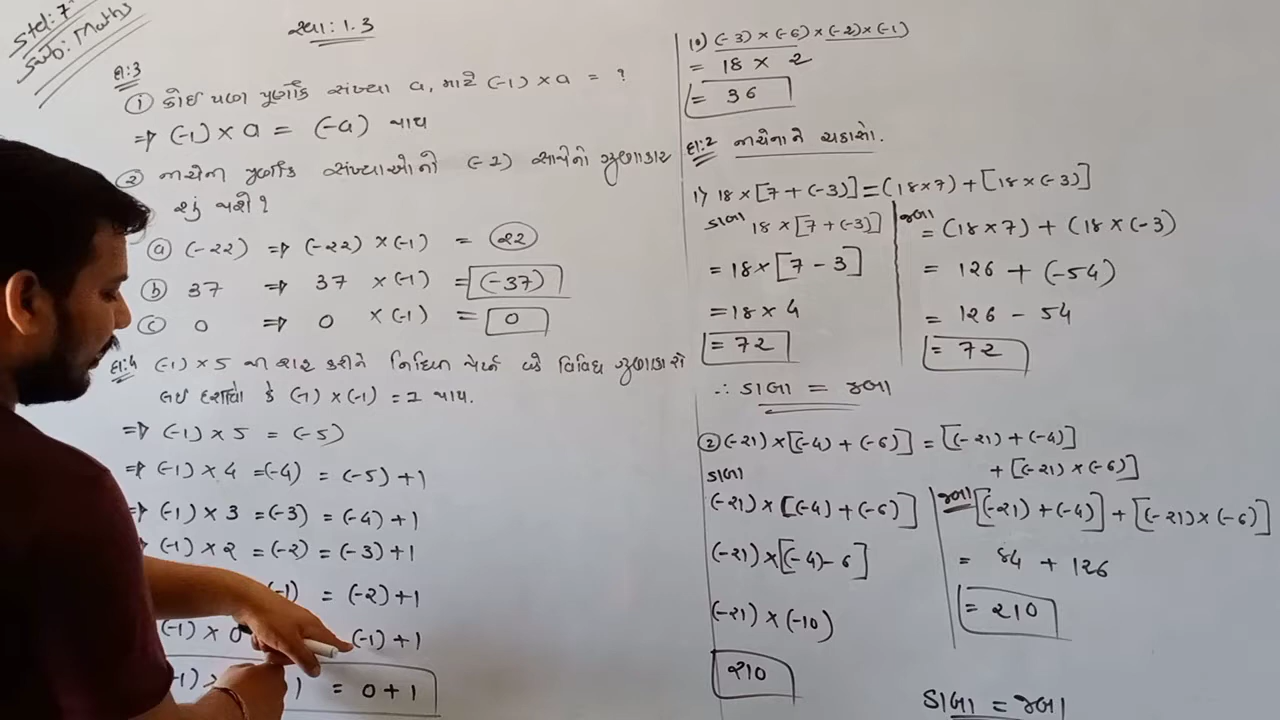 Std: 7
Sub: Maths
સ્વા: 1.3
દા:3
① કોઈ પણ પૂર્ણાંક સંખ્યા a, માટે (-1) × a = ?
⇒ (-1) × a = (-a) થાય
② નીચેના પૂર્ણાંક સંખ્યાઓનો (-1) સાથેનો ગુણાકાર
શું થશે?
ⓐ (-22) ⇒ (-22) × (-1) = 22
ⓑ 37 ⇒ 37 × (-1) = (-37)
ⓒ 0 ⇒ 0 × (-1) = 0
દા:4 (-1) × 5 થી શરૂ કરીને નિશ્ચિત પેટર્ન વડે વિવિધ ગુણાકારો
લઈ દર્શાવો કે (-1) × (-1) = 1 થાય.
⇒ (-1) × 5 = (-5)
⇒ (-1) × 4 = (-4) = (-5) + 1
⇒ (-1) × 3 = (-3) = (-4) + 1
⇒ (-1) × 2 = (-2) = (-3) + 1
(-1) = (-2) + 1
(-1) × 0 (-1) + 1
-1) = 0 + 1
10) (-3) × (-6) × (-2) × (-1)
= 18 × 2
= 36
દા:2 નીચેનાને ચકાસો.
1) 18 × [7 + (-3)] = (18 × 7) + [18 × (-3)]
ડાબા 18 × [7 + (-3)]
= 18 × [7 - 3]
= 18 × 4
= 72
જબા = (18 × 7) + (18 × (-3)
= 126 + (-54)
= 126 - 54
= 72
∴ ડાબા = જબા
② (-21) × [(-4) + (-6)] = [(-21) + (-4)]
+ [(-21) × (-6)]
ડાબા
(-21) × [(-4) + (-6)]
(-21) × [(-4) - 6]
(-21) × (-10)
210
જબા [(-21) + (-4)] + [(-21) × (-6)]
= 84 + 126
= 210
ડાબા = જબા